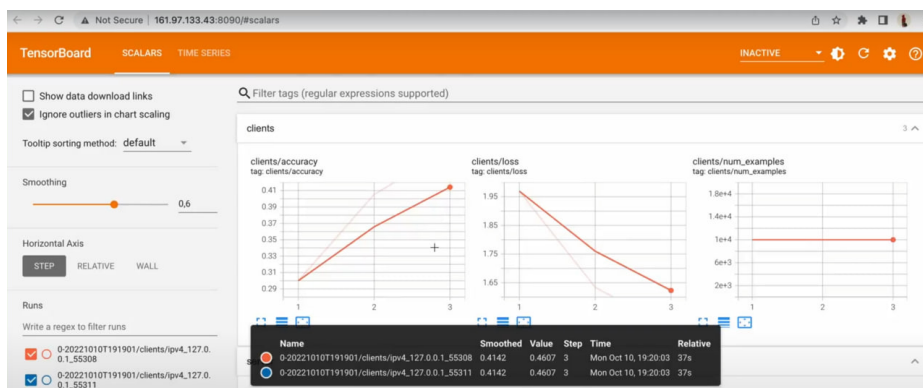 Not Secure | 161.97.133.43:8090/#scalars
TensorBoard SCALARS TIME SERIES INACTIVE
Show data download links
Ignore outliers in chart scaling
Tooltip sorting method: default
Smoothing
0,6
Horizontal Axis
STEP RELATIVE WALL
Runs
Write a regex to filter runs
0-20221010T191901/clients/ipv4_127.0.
0.1_55308
0-20221010T191901/clients/ipv4_127.0.
0.1_55311
Filter tags (regular expressions supported)
clients 3
clients/accuracy
tag: clients/accuracy
0.41
0.39
0.37
0.35
0.33
0.31
0.29
1 2 3
clients/loss
tag: clients/loss
1.95
1.85
1.75
1.65
1 2 3
clients/num_examples
tag: clients/num_examples
1.8e+4
1.4e+4
1e+4
6e+3
2e+3
1 2 3
Name Smoothed Value Step Time Relative
0-20221010T191901/clients/ipv4_127.0.0.1_55308 0.4142 0.4607 3 Mon Oct 10, 19:20:03 37s
0-20221010T191901/clients/ipv4_127.0.0.1_55311 0.4142 0.4607 3 Mon Oct 10, 19:20:03 37s